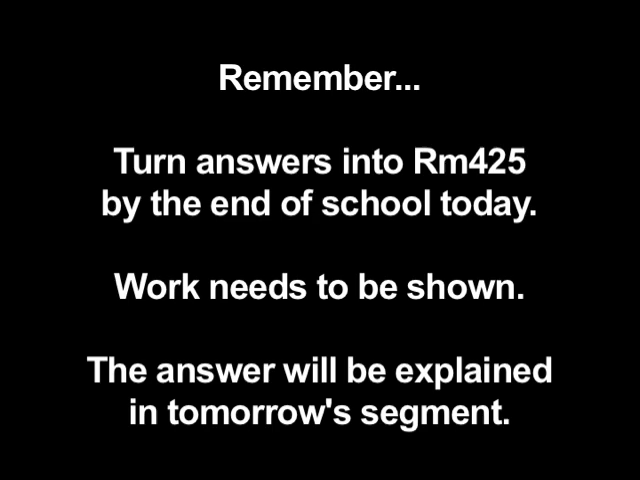 Remember...
Turn answers into Rm425
by the end of school today.
Work needs to be shown.
The answer will be explained
in tomorrow's segment.